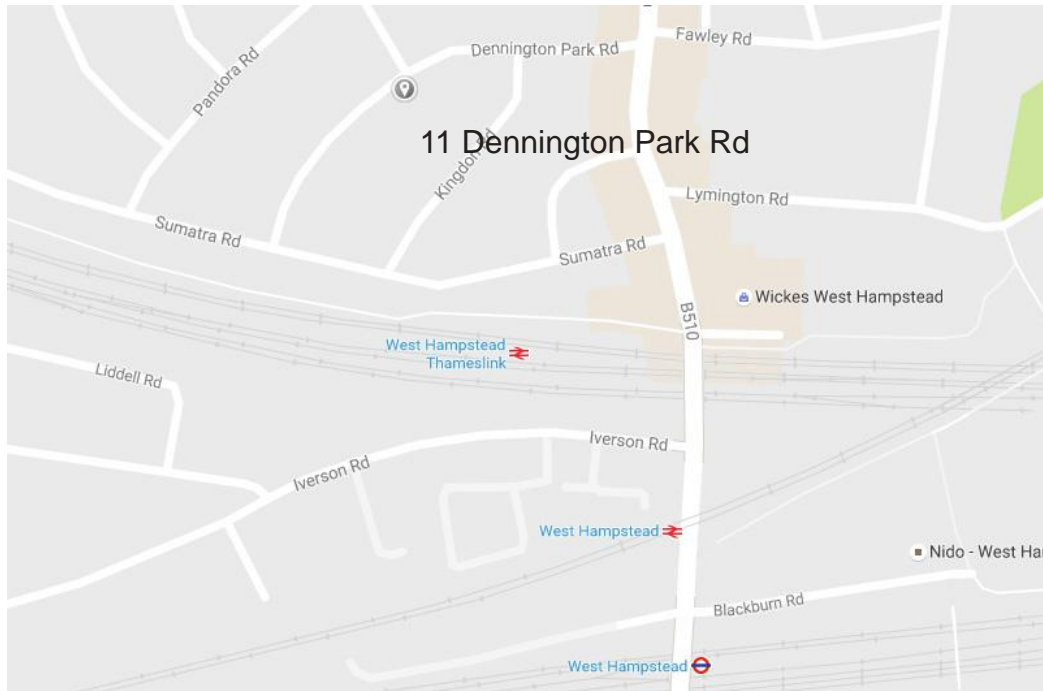 Fawley Rd
Dennington Park Rd
Pandora Rd
11 Dennington Park Rd
Kingdon Rd
Lymington Rd
Sumatra Rd
Sumatra Rd
Wickes West Hampstead
B510
West Hampstead
Thameslink
Liddell Rd
Iverson Rd
Iverson Rd
West Hampstead
Nido - West Ha
Blackburn Rd
West Hampstead